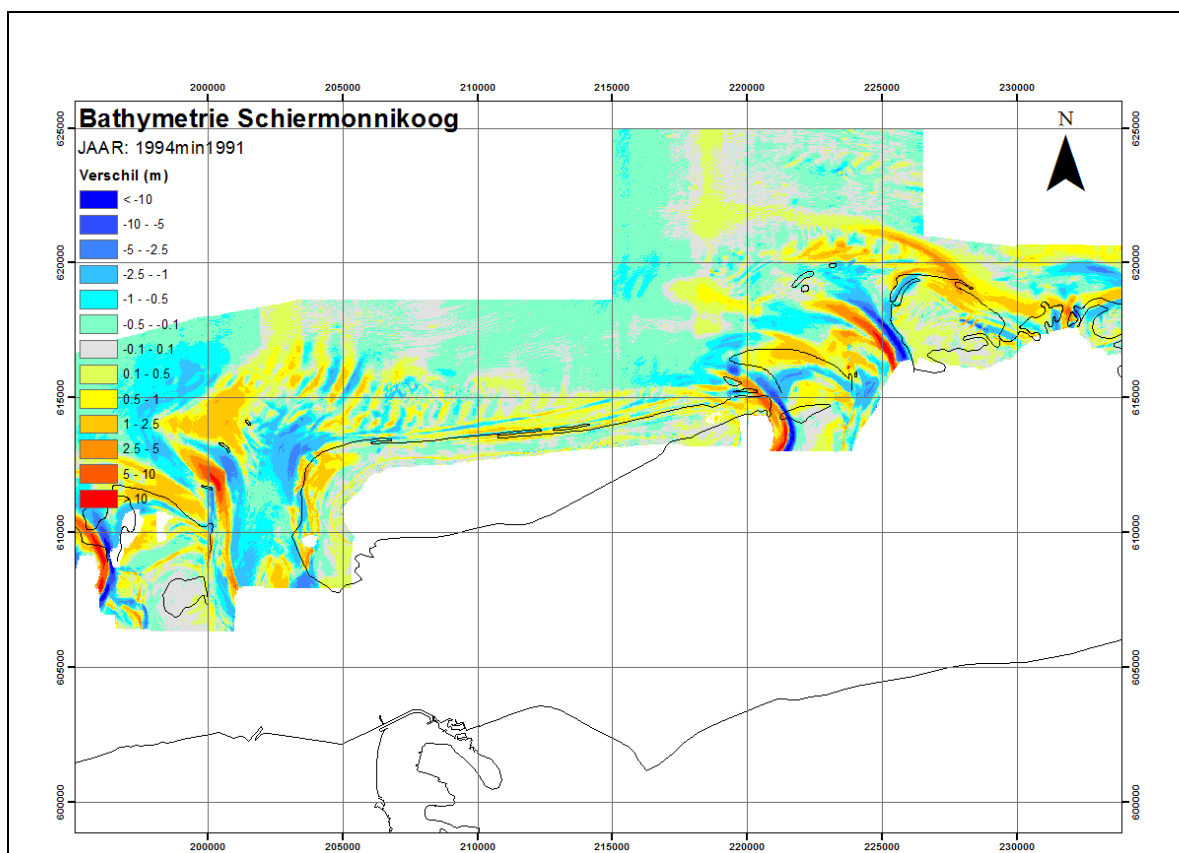 200000 205000 210000 215000 220000 225000 230000
Bathymetrie Schiermonnikoog
JAAR: 1994min1991
Verschil (m)
< -10
-10 - -5
-5 - -2.5
-2.5 - -1
-1 - -0.5
-0.5 - -0.1
-0.1 - 0.1
0.1 - 0.5
0.5 - 1
1 - 2.5
2.5 - 5
5 - 10
> 10
N
625000 625000
620000 620000
615000 615000
610000 610000
605000 605000
600000 600000
200000 205000 210000 215000 220000 225000 230000